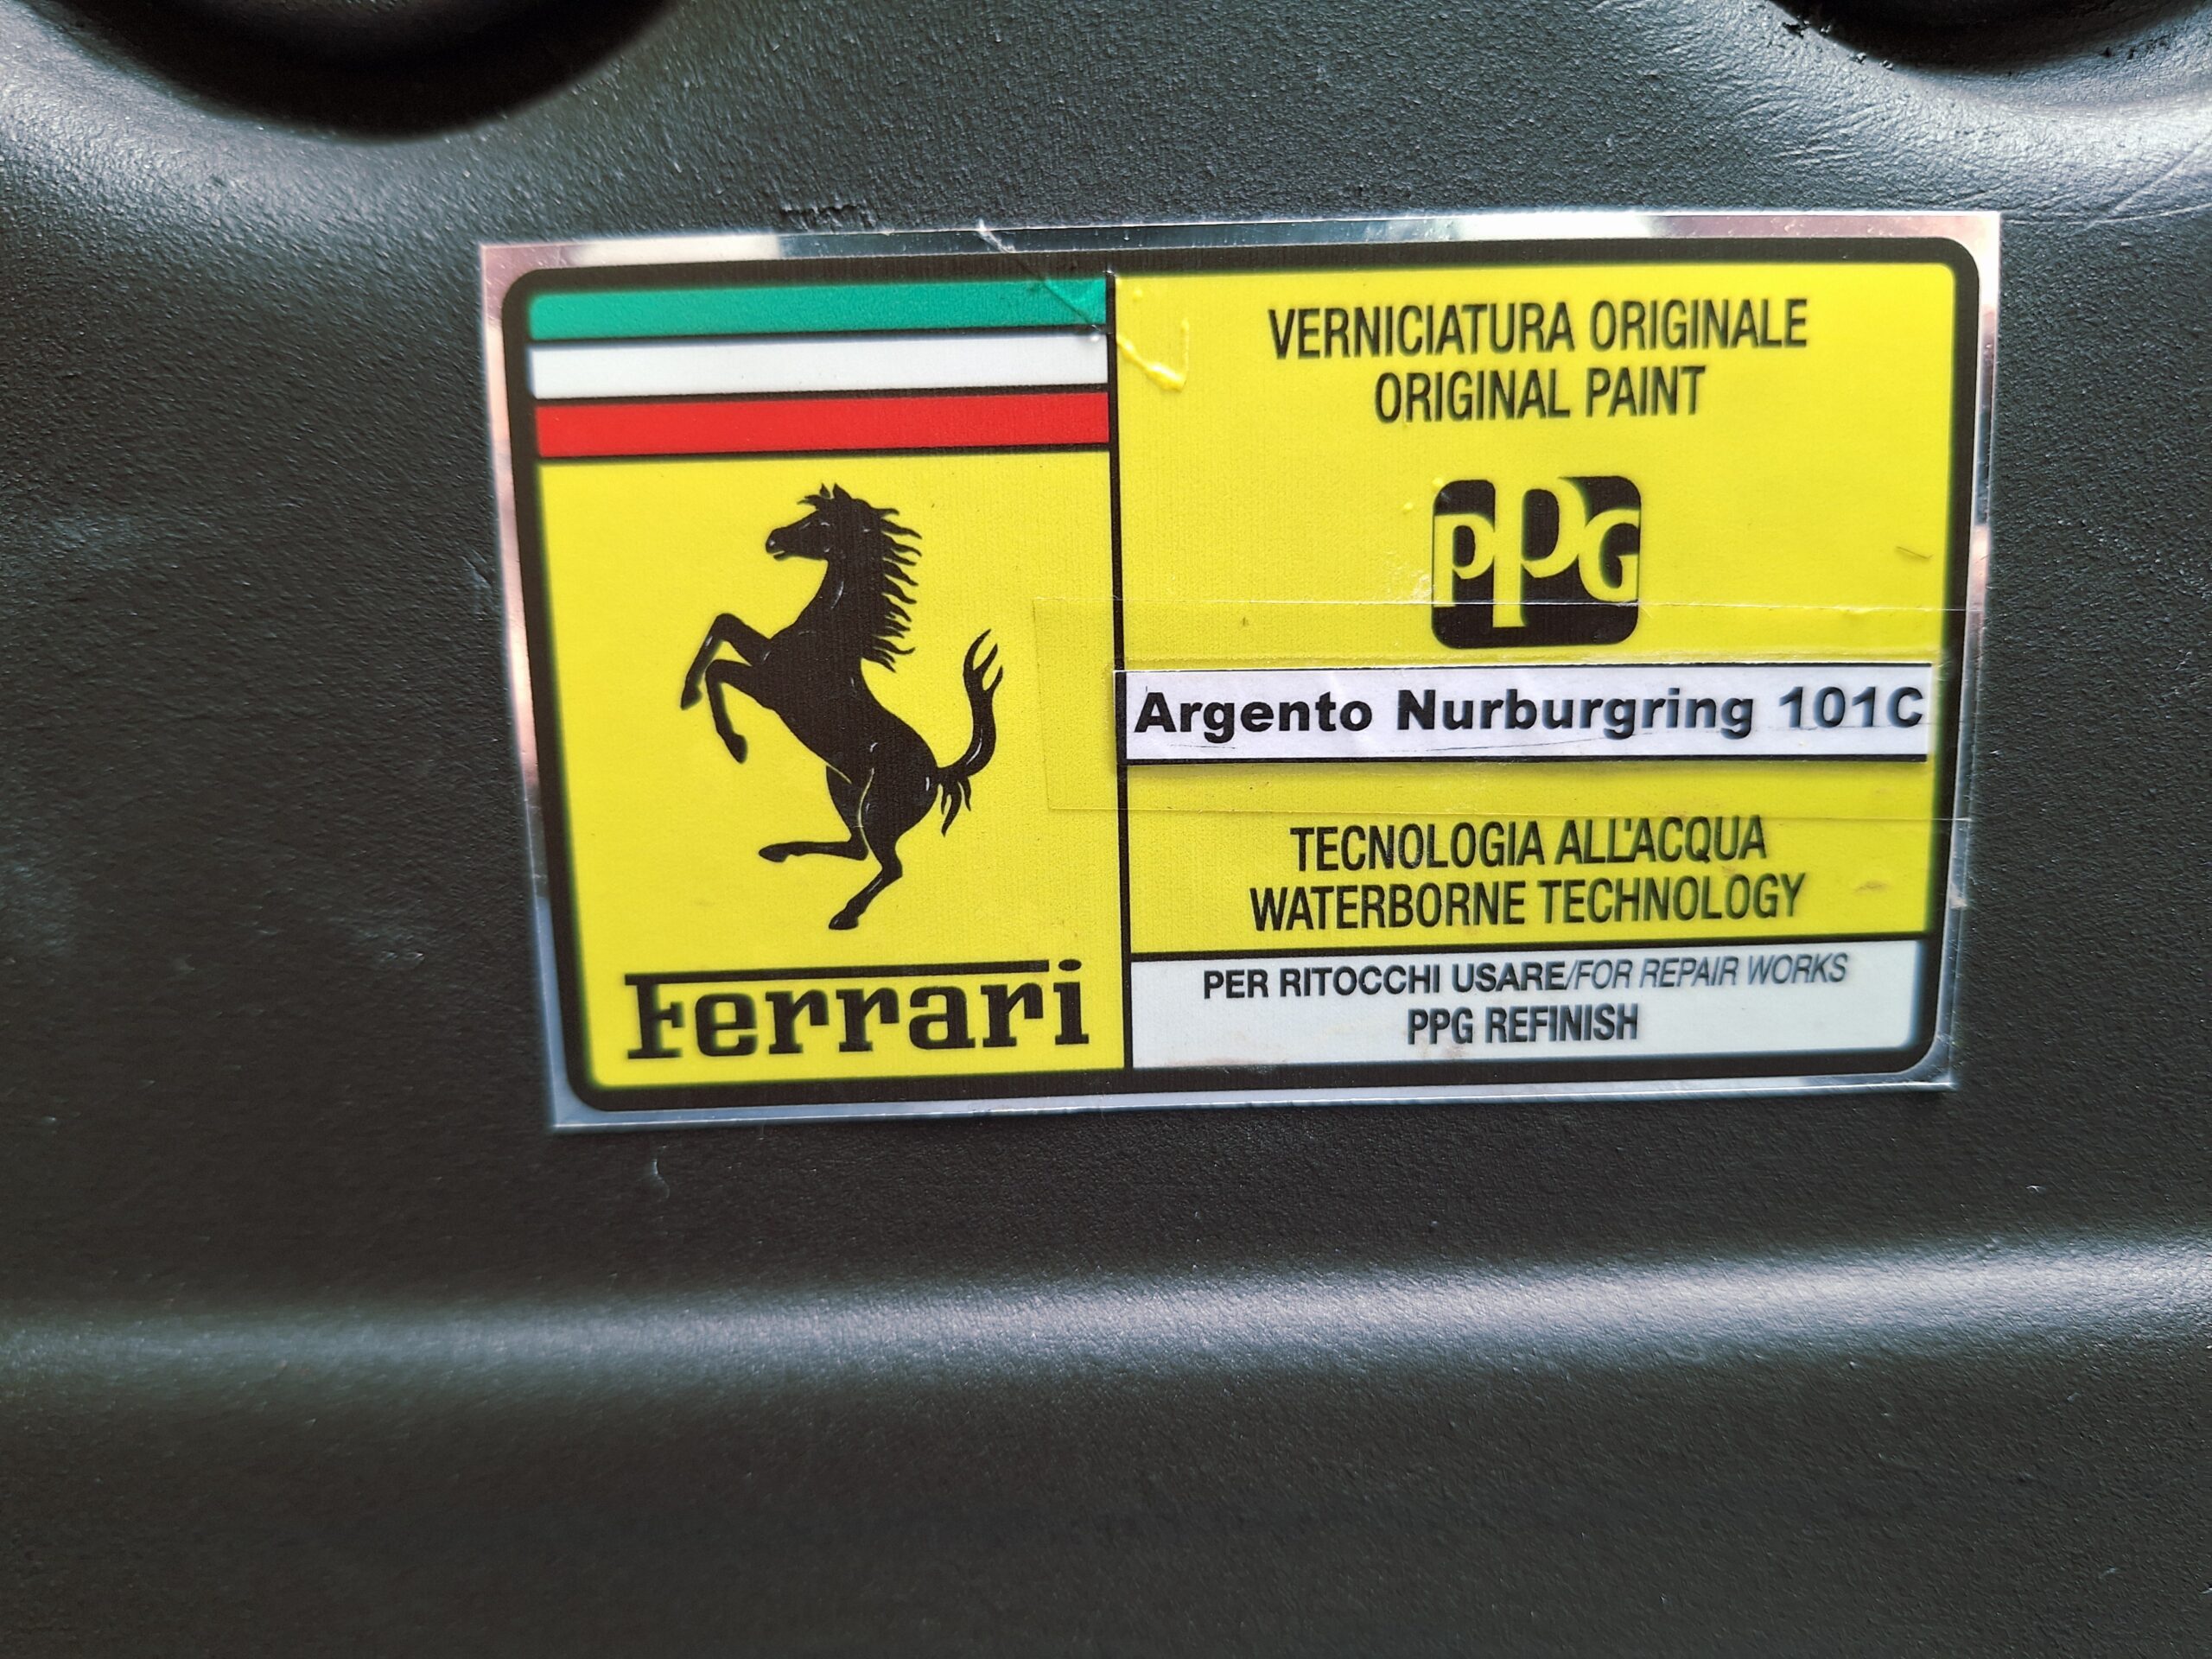 VERNICIATURA ORIGINALE
ORIGINAL PAINT
PPG
Argento Nurburgring 101C
TECNOLOGIA ALL'ACQUA
WATERBORNE TECHNOLOGY
PER RITOCCHI USARE/FOR REPAIR WORKS
PPG REFINISH
Ferrari